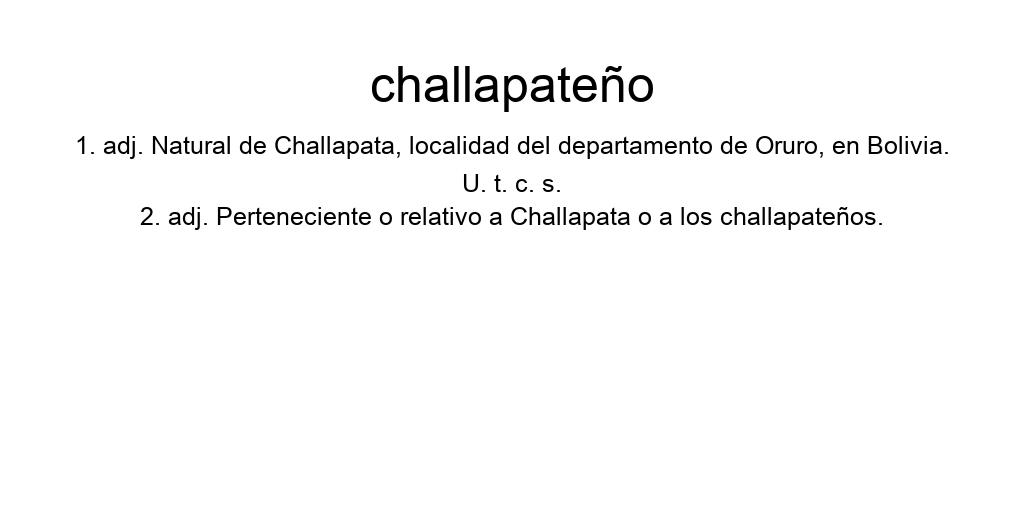 challapateño
1. adj. Natural de Challapata, localidad del departamento de Oruro, en Bolivia.
U. t. c. s.
2. adj. Perteneciente o relativo a Challapata o a los challapateños.